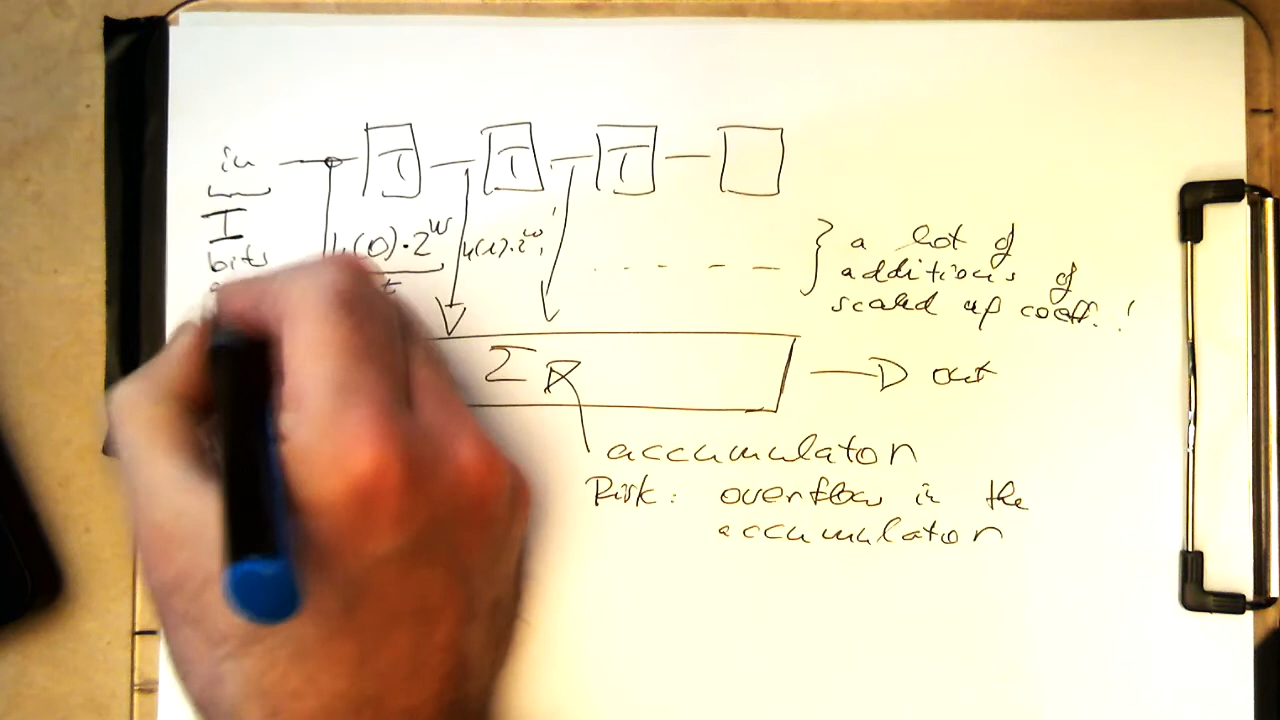 in
T T T
I
bits
h(0)·2^w
h(1)·2^w
- - - -
} a lot of
additions of
scaled up coeff. !
Σ
→ out
accumulator
Risk: overflow in the
accumulator